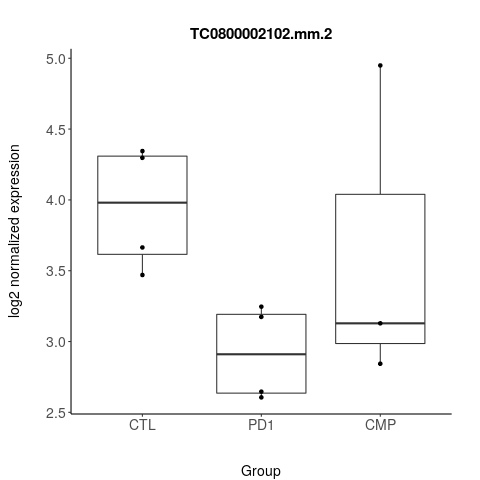 TC0800002102.mm.2
log2 normalized expression
5.0
4.5
4.0
3.5
3.0
2.5
CTL PD1 CMP
Group